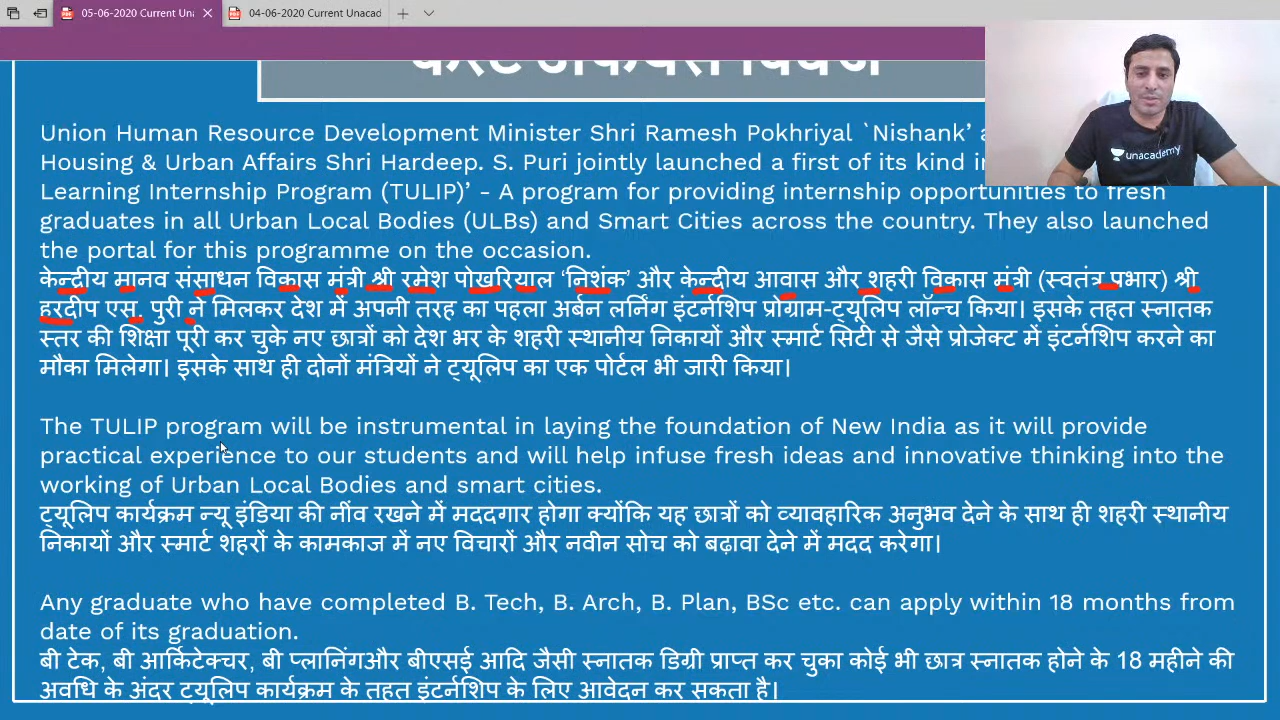 05-06-2020 Current Una
04-06-2020 Current Unacad
Union Human Resource Development Minister Shri Ramesh Pokhriyal `Nishank’
Housing & Urban Affairs Shri Hardeep. S. Puri jointly launched a first of its kind
Learning Internship Program (TULIP)’ - A program for providing internship opportunities to fresh
graduates in all Urban Local Bodies (ULBs) and Smart Cities across the country. They also launched
the portal for this programme on the occasion.
केन्द्रीय मानव संसाधन विकास मंत्री श्री रमेश पोखरियाल ‘निशंक’ और केन्द्रीय आवास और शहरी विकास मंत्री (स्वतंत्र प्रभार) श्री
हरदीप एस. पुरी ने मिलकर देश में अपनी तरह का पहला अर्बन लर्निंग इंटर्नशिप प्रोग्राम-ट्यूलिप लॉन्च किया। इसके तहत स्नातक
स्तर की शिक्षा पूरी कर चुके नए छात्रों को देश भर के शहरी स्थानीय निकायों और स्मार्ट सिटी से जैसे प्रोजेक्ट में इंटर्नशिप करने का
मौका मिलेगा। इसके साथ ही दोनों मंत्रियों ने ट्यूलिप का एक पोर्टल भी जारी किया।
The TULIP program will be instrumental in laying the foundation of New India as it will provide
practical experience to our students and will help infuse fresh ideas and innovative thinking into the
working of Urban Local Bodies and smart cities.
ट्यूलिप कार्यक्रम न्यू इंडिया की नींव रखने में मददगार होगा क्योंकि यह छात्रों को व्यावहारिक अनुभव देने के साथ ही शहरी स्थानीय
निकायों और स्मार्ट शहरों के कामकाज में नए विचारों और नवीन सोच को बढ़ावा देने में मदद करेगा।
Any graduate who have completed B. Tech, B. Arch, B. Plan, BSc etc. can apply within 18 months from
date of its graduation.
बी टेक, बी आर्किटेक्चर, बी प्लानिंगऔर बीएसई आदि जैसी स्नातक डिग्री प्राप्त कर चुका कोई भी छात्र स्नातक होने के 18 महीने की
अवधि के अंदर ट्यूलिप कार्यक्रम के तहत इंटर्नशिप के लिए आवेदन कर सकता है।
unacademy